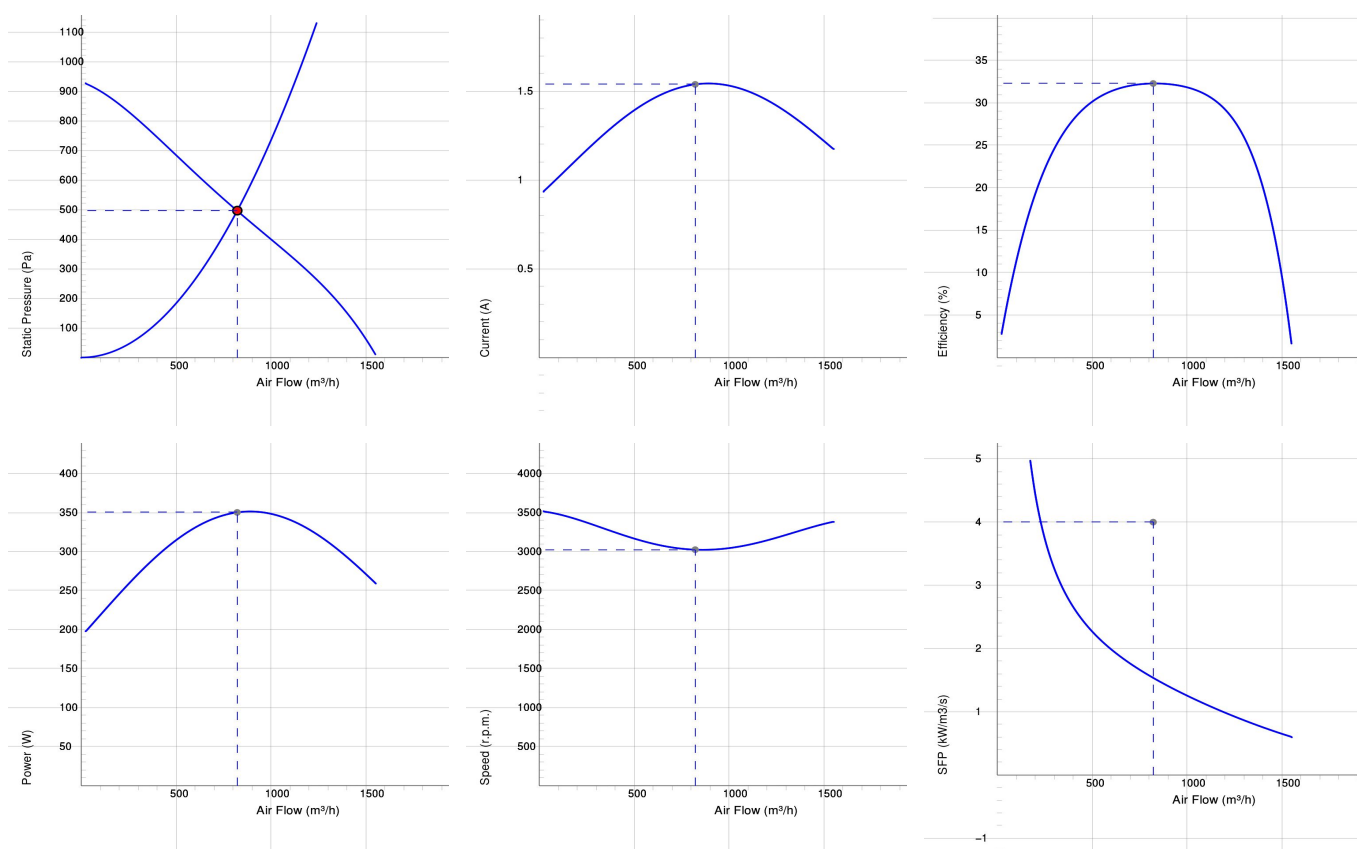 1100
1000
900
800
700
600
500
400
300
200
100
Static Pressure (Pa)
500 1000 1500
Air Flow (m³/h)
1.5
1
0.5
Current (A)
500 1000 1500
Air Flow (m³/h)
35
30
25
20
15
10
5
Efficiency (%)
500 1000 1500
Air Flow (m³/h)
400
350
300
250
200
150
100
50
Power (W)
500 1000 1500
Air Flow (m³/h)
4000
3500
3000
2500
2000
1500
1000
500
Speed (r.p.m.)
500 1000 1500
Air Flow (m³/h)
5
4
3
2
1
−1
SFP (kW/m3/s)
500 1000 1500
Air Flow (m³/h)